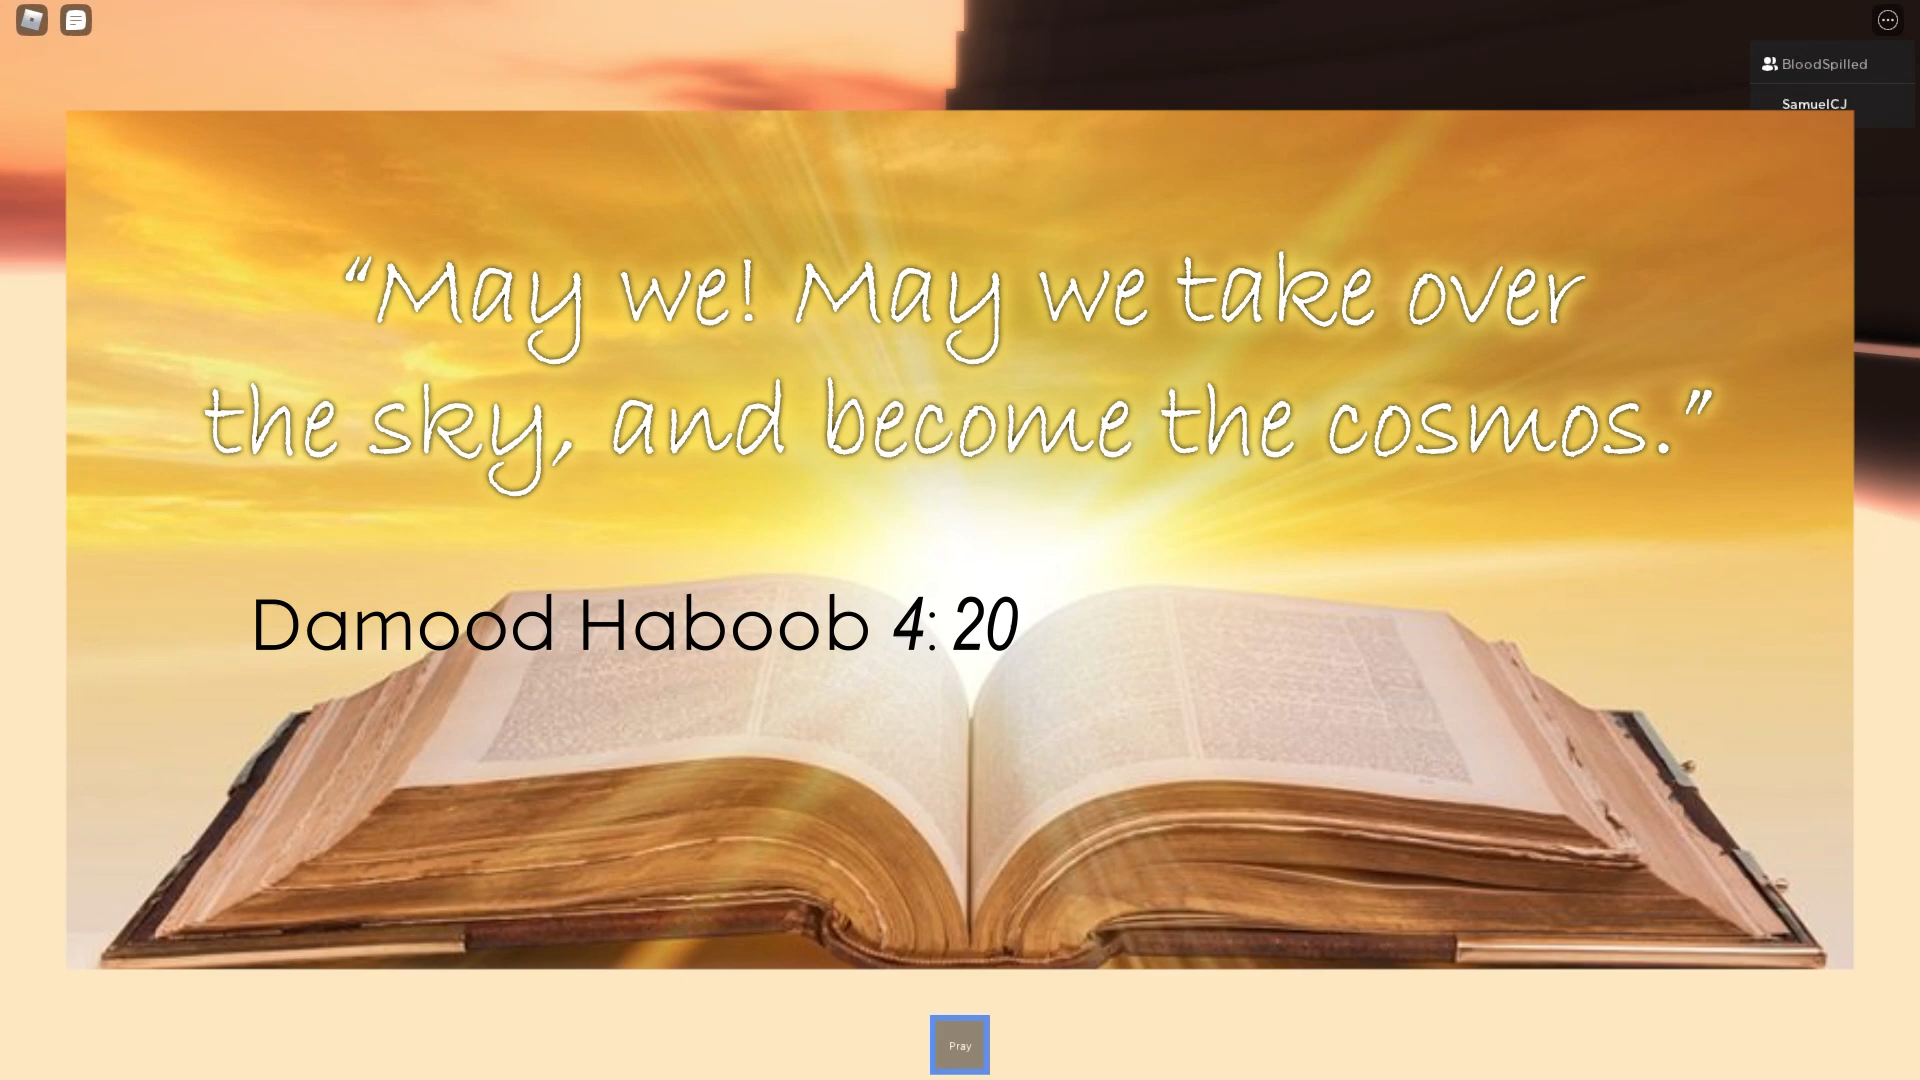 BloodSpilled
SamuelCJ
“May we! May we take over
the sky, and become the cosmos.”
Damood Haboob 4:20
Pray